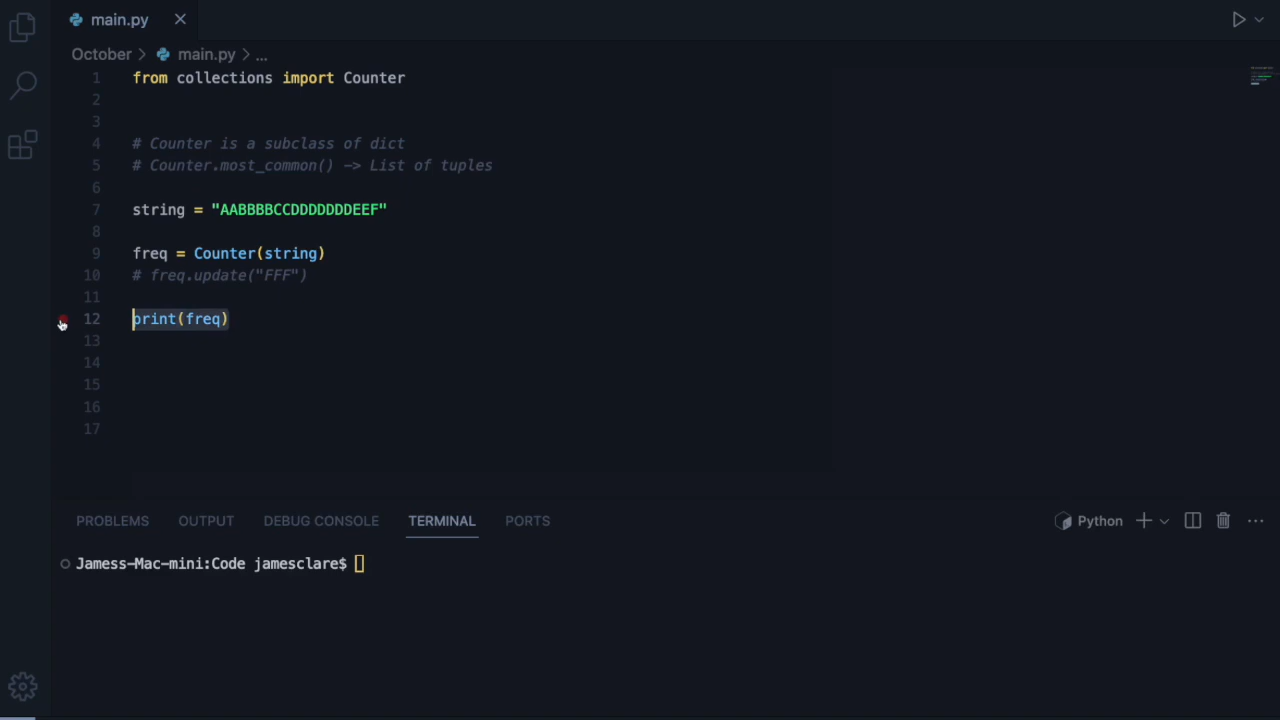 main.py
October > main.py > ...
1 from collections import Counter
2
3
4 # Counter is a subclass of dict
5 # Counter.most_common() -> List of tuples
6
7 string = "AABBBBCCDDDDDDDEEF"
8
9 freq = Counter(string)
10 # freq.update("FFF")
11
12 print(freq)
13
14
15
16
17
PROBLEMS OUTPUT DEBUG CONSOLE TERMINAL PORTS Python
Jamess-Mac-mini:Code jamesclare$